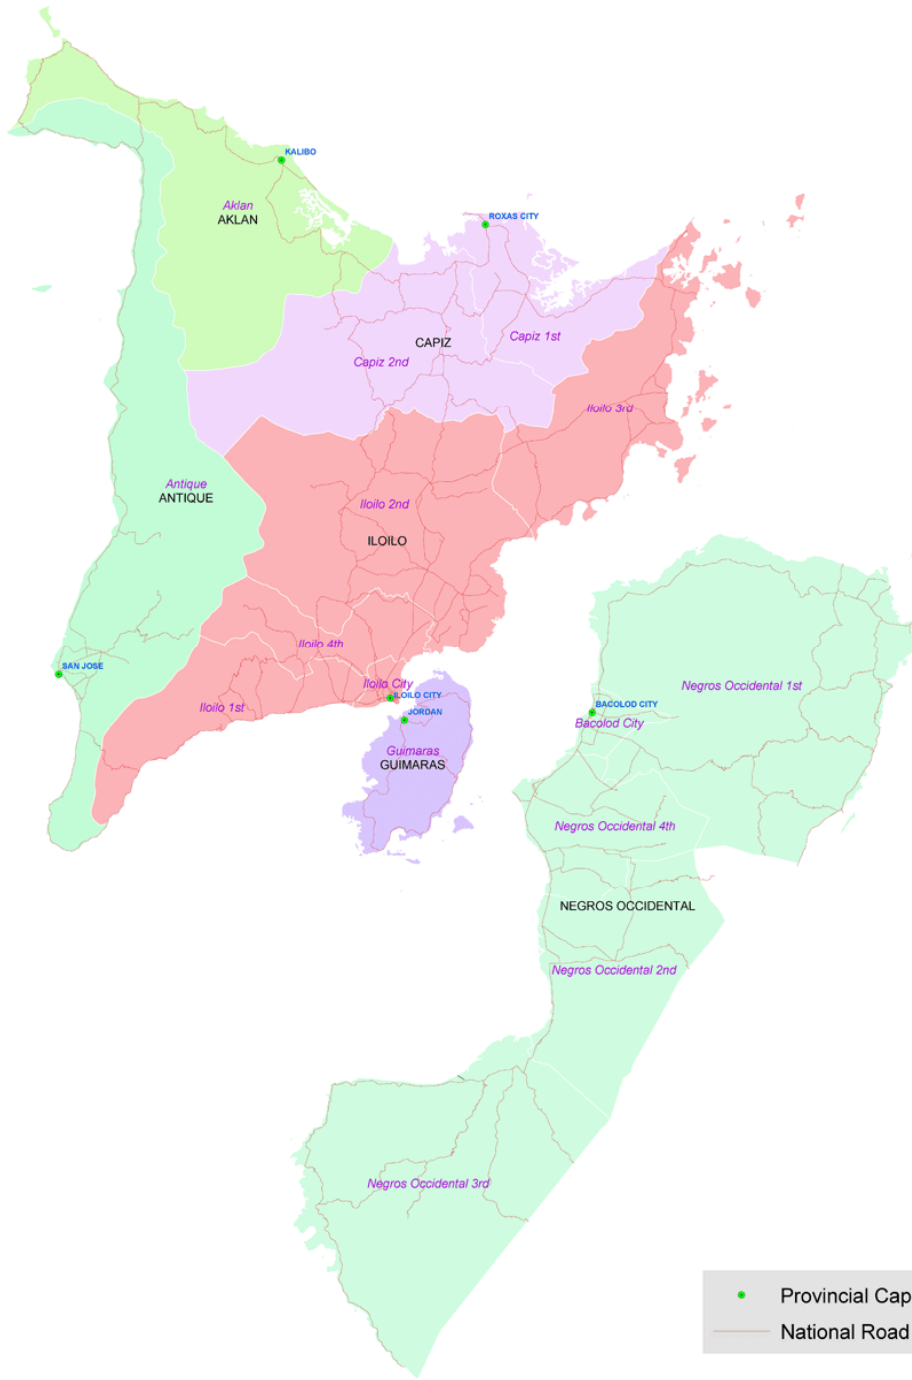 KALIBO
Aklan
AKLAN
ROXAS CITY
CAPIZ
Capiz 1st
Capiz 2nd
Iloilo 3rd
Antique
ANTIQUE
Iloilo 2nd
ILOILO
Iloilo 4th
SAN JOSE
Iloilo City
ILOILO CITY
Iloilo 1st
JORDAN
Guimaras
GUIMARAS
Negros Occidental 1st
BACOLOD CITY
Bacolod City
Negros Occidental 4th
NEGROS OCCIDENTAL
Negros Occidental 2nd
Negros Occidental 3rd
Provincial Cap
National Road